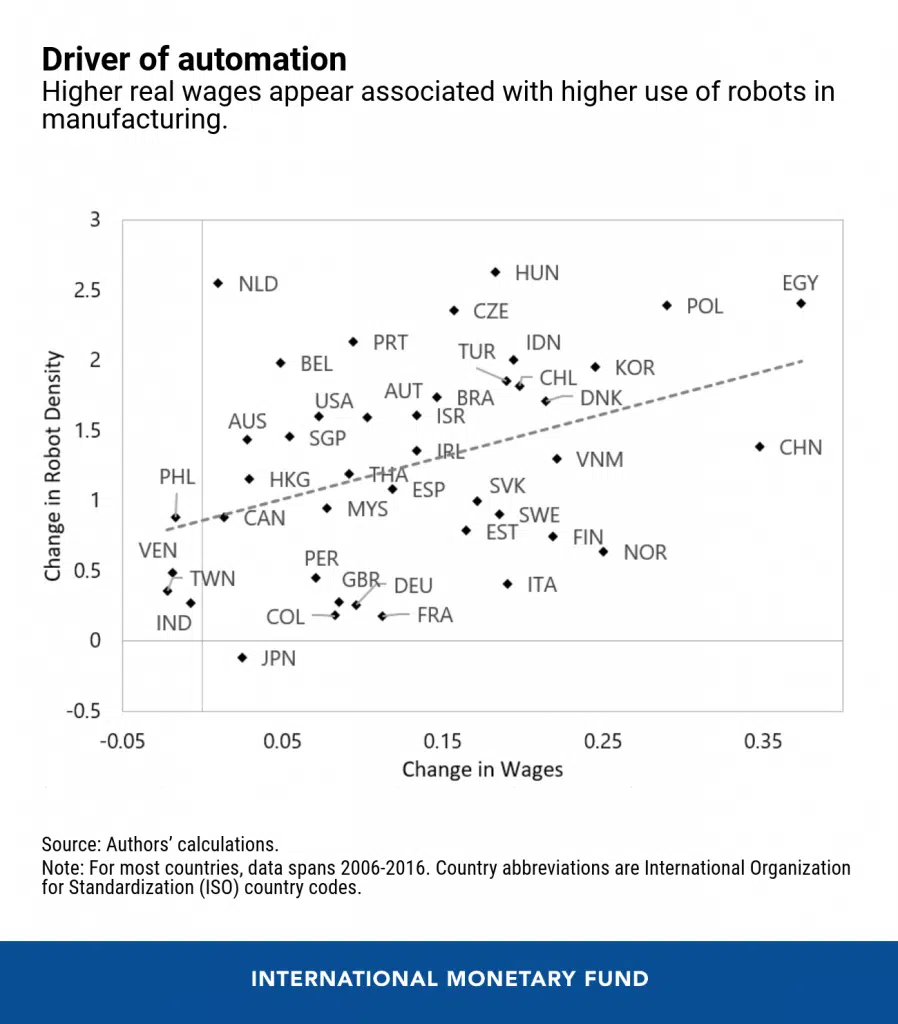 Driver of automation
Higher real wages appear associated with higher use of robots in
manufacturing.
3
2.5
2
1.5
1
0.5
0
-0.5
Change in Robot Density
NLD
HUN
EGY
CZE
POL
PRT
IDN
TUR
BEL
KOR
CHL
AUT
BRA
DNK
USA
ISR
AUS
SGP
IRL
CHN
VNM
PHL
HKG
THA
ESP
SVK
CAN
MYS
SWE
EST
FIN
VEN
NOR
PER
TWN
GBR
DEU
ITA
IND
COL
FRA
JPN
-0.05
0.05
0.15
0.25
0.35
Change in Wages
Source: Authors’ calculations.
Note: For most countries, data spans 2006-2016. Country abbreviations are International Organization
for Standardization (ISO) country codes.
INTERNATIONAL MONETARY FUND